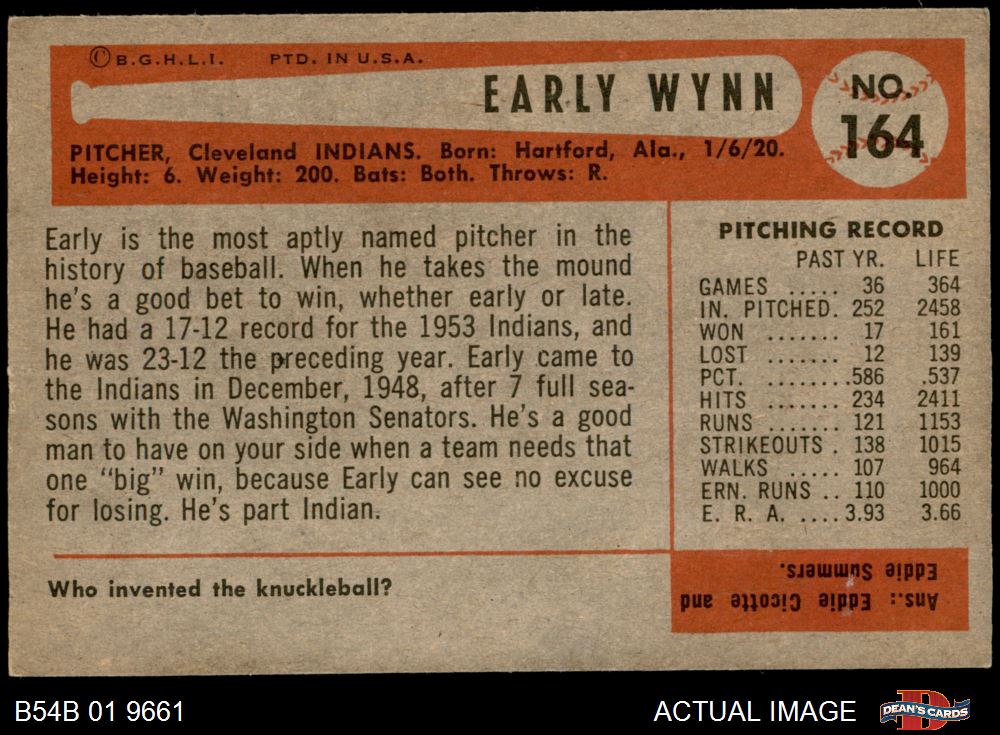 ©B.G.H.L.I. PTD. IN U.S.A.
EARLY WYNN
NO.
164
PITCHER, Cleveland INDIANS. Born: Hartford, Ala., 1/6/20.
Height: 6. Weight: 200. Bats: Both. Throws: R.
Early is the most aptly named pitcher in the
history of baseball. When he takes the mound
he's a good bet to win, whether early or late.
He had a 17-12 record for the 1953 Indians, and
he was 23-12 the preceding year. Early came to
the Indians in December, 1948, after 7 full sea-
sons with the Washington Senators. He's a good
man to have on your side when a team needs that
one "big" win, because Early can see no excuse
for losing. He's part Indian.
PITCHING RECORD
PAST YR. LIFE
GAMES ..... 36 364
IN. PITCHED. 252 2458
WON ....... 17 161
LOST ....... 12 139
PCT. ........586 .537
HITS ....... 234 2411
RUNS ...... 121 1153
STRIKEOUTS . 138 1015
WALKS ..... 107 964
ERN. RUNS .. 110 1000
E. R. A. ....3.93 3.66
Who invented the knuckleball?
Ans.: Eddie Cicotte and
Eddie Summers.
B54B 01 9661
ACTUAL IMAGE
D
DEAN'S CARDS